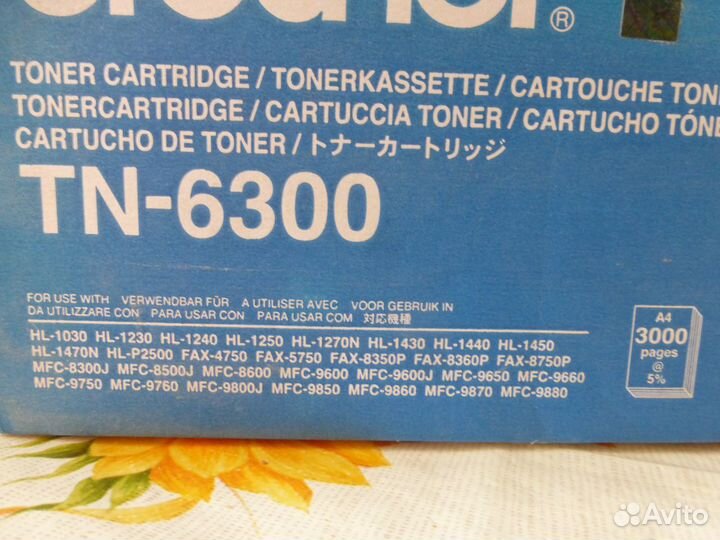 brother®
TONER CARTRIDGE / TONERKASSETTE / CARTOUCHE TON
TONERCARTRIDGE / CARTUCCIA TONER / CARTUCHO TÓNE
CARTUCHO DE TONER / トナーカートリッジ
TN-6300
FOR USE WITH VERWENDBAR FÜR A UTILISER AVEC VOOR GEBRUIK IN
DA UTILIZZARE CON PARA USAR CON PARA USAR COM 対応機種
HL-1030 HL-1230 HL-1240 HL-1250 HL-1270N HL-1430 HL-1440 HL-1450
HL-1470N HL-P2500 FAX-4750 FAX-5750 FAX-8350P FAX-8360P FAX-8750P
MFC-8300J MFC-8500J MFC-8600 MFC-9600 MFC-9600J MFC-9650 MFC-9660
MFC-9750 MFC-9760 MFC-9800J MFC-9850 MFC-9860 MFC-9870 MFC-9880
A4
3000
pages
@
5%
Avito